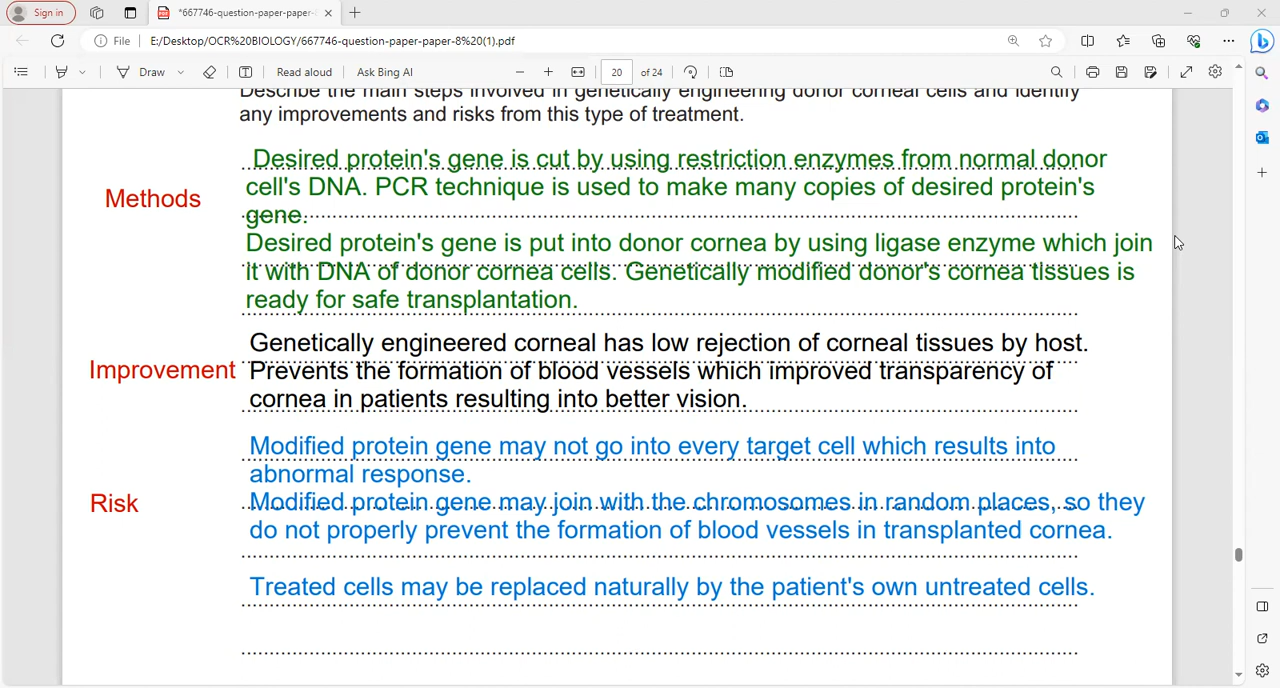 Sign in
*667746-question-paper-paper-8
File
E:/Desktop/OCR%20BIOLOGY/667746-question-paper-paper-8%20(1).pdf
Draw
Read aloud
Ask Bing AI
20
of 24
Describe the main steps involved in genetically engineering donor corneal cells and identify
any improvements and risks from this type of treatment.
Methods
Desired protein's gene is cut by using restriction enzymes from normal donor
cell's DNA. PCR technique is used to make many copies of desired protein's
gene.
Desired protein's gene is put into donor cornea by using ligase enzyme which join
it with DNA of donor cornea cells. Genetically modified donor's cornea tissues is
ready for safe transplantation.
Improvement
Genetically engineered corneal has low rejection of corneal tissues by host.
Prevents the formation of blood vessels which improved transparency of
cornea in patients resulting into better vision.
Risk
Modified protein gene may not go into every target cell which results into
abnormal response.
Modified protein gene may join with the chromosomes in random places, so they
do not properly prevent the formation of blood vessels in transplanted cornea.
Treated cells may be replaced naturally by the patient's own untreated cells.